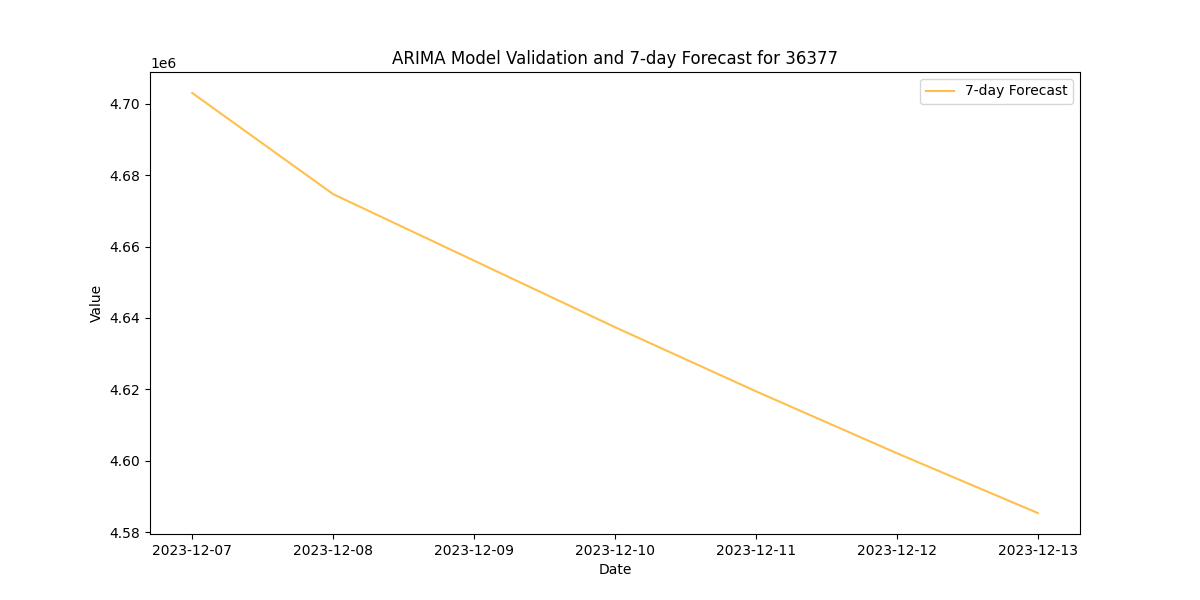 ARIMA Model Validation and 7-day Forecast for 36377
1e6
7-day Forecast
4.70
4.68
4.66
4.64
4.62
4.60
4.58
Value
2023-12-07 2023-12-08 2023-12-09 2023-12-10 2023-12-11 2023-12-12 2023-12-13
Date